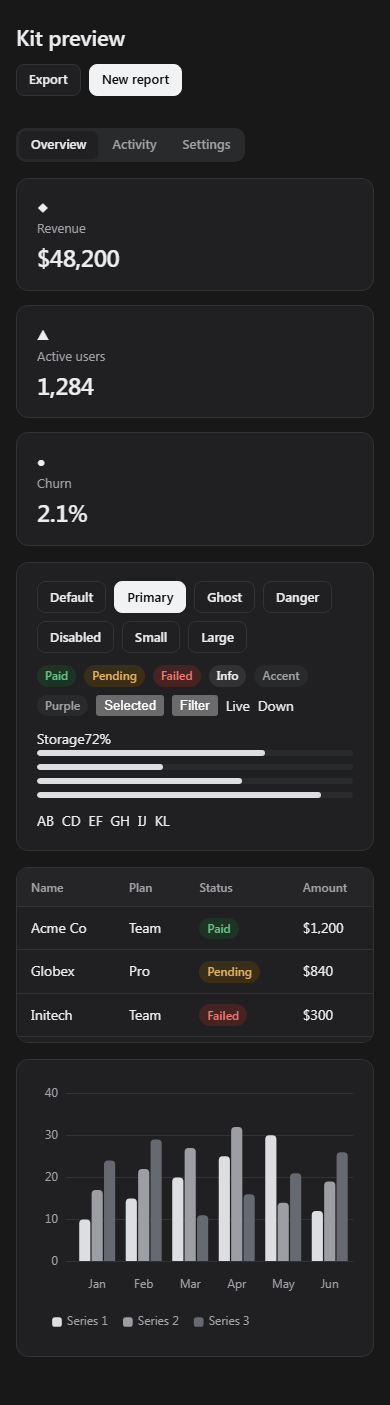 Kit preview
Export New report
Overview Activity Settings
Revenue
$48,200
Active users
1,284
Churn
2.1%
Default Primary Ghost Danger
Disabled Small Large
Paid Pending Failed Info Accent
Purple Selected Filter Live Down
Storage72%
AB CD EF GH IJ KL
Name Plan Status Amount
Acme Co Team Paid $1,200
Globex Pro Pending $840
Initech Team Failed $300
40
30
20
10
0
Jan Feb Mar Apr May Jun
Series 1 Series 2 Series 3